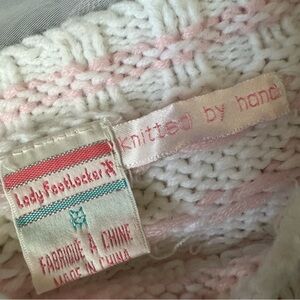 knitted by hand
Lady Footlocker
M
FABRIQUÉ À CHINE
MADE IN CHINA